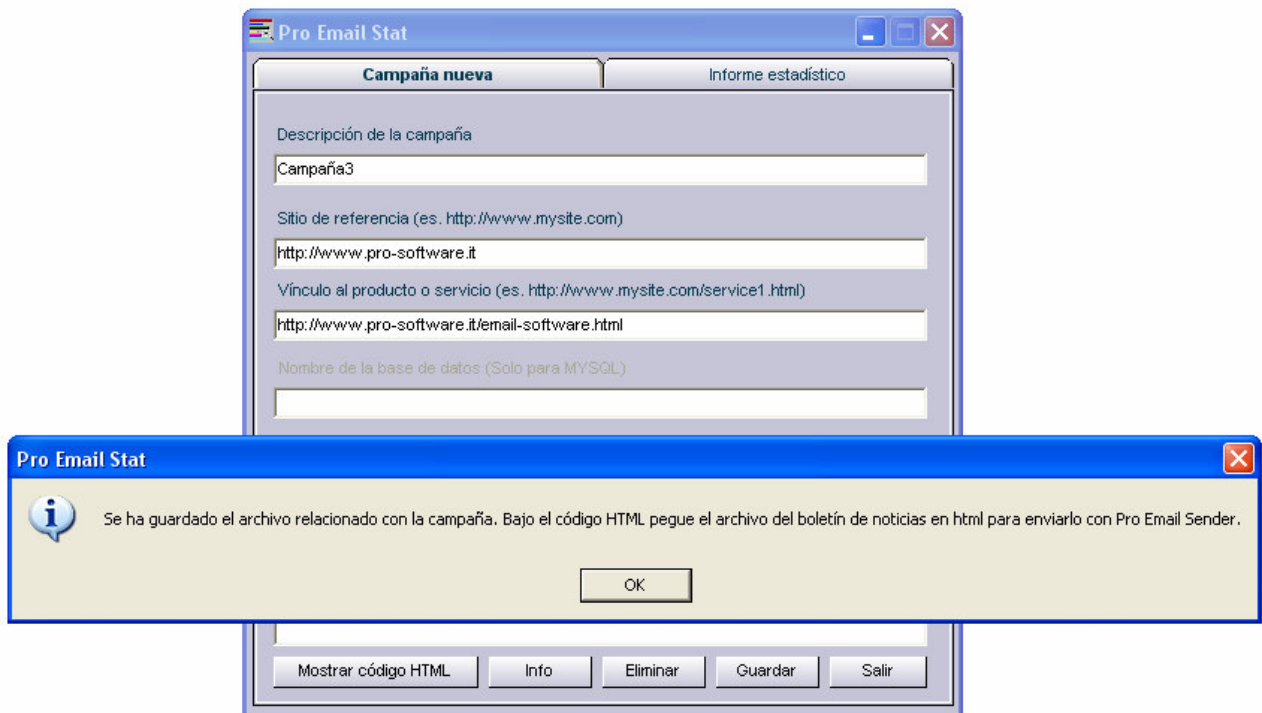 Pro Email Stat
Campaña nueva
Informe estadístico
Descripción de la campaña
Campaña3
Sitio de referencia (es. http://www.mysite.com)
http://www.pro-software.it
Vínculo al producto o servicio (es. http://www.mysite.com/service1.html)
http://www.pro-software.it/email-software.html
Nombre de la base de datos (Solo para MYSQL)
Pro Email Stat
Se ha guardado el archivo relacionado con la campaña. Bajo el código HTML pegue el archivo del boletín de noticias en html para enviarlo con Pro Email Sender.
OK
Mostrar código HTML
Info
Eliminar
Guardar
Salir